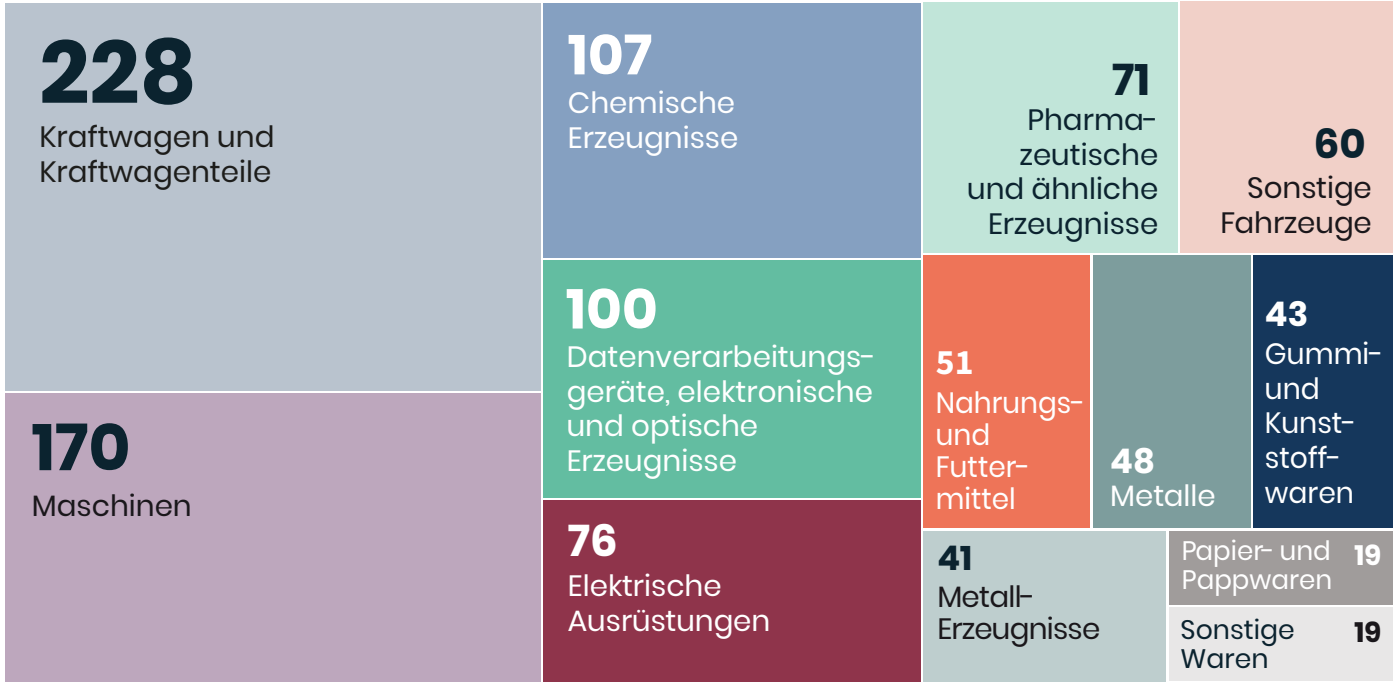 228
Kraftwagen und
Kraftwagenteile
170
Maschinen
107
Chemische
Erzeugnisse
100
Datenverarbeitungs-
geräte, elektronische
und optische
Erzeugnisse
76
Elektrische
Ausrüstungen
71
Pharma-
zeutische
und ähnliche
Erzeugnisse
60
Sonstige
Fahrzeuge
51
Nahrungs-
und
Futter-
mittel
48
Metalle
43
Gummi-
und
Kunst-
stoff-
waren
41
Metall-
Erzeugnisse
Papier- und 19
Pappwaren
Sonstige 19
Waren